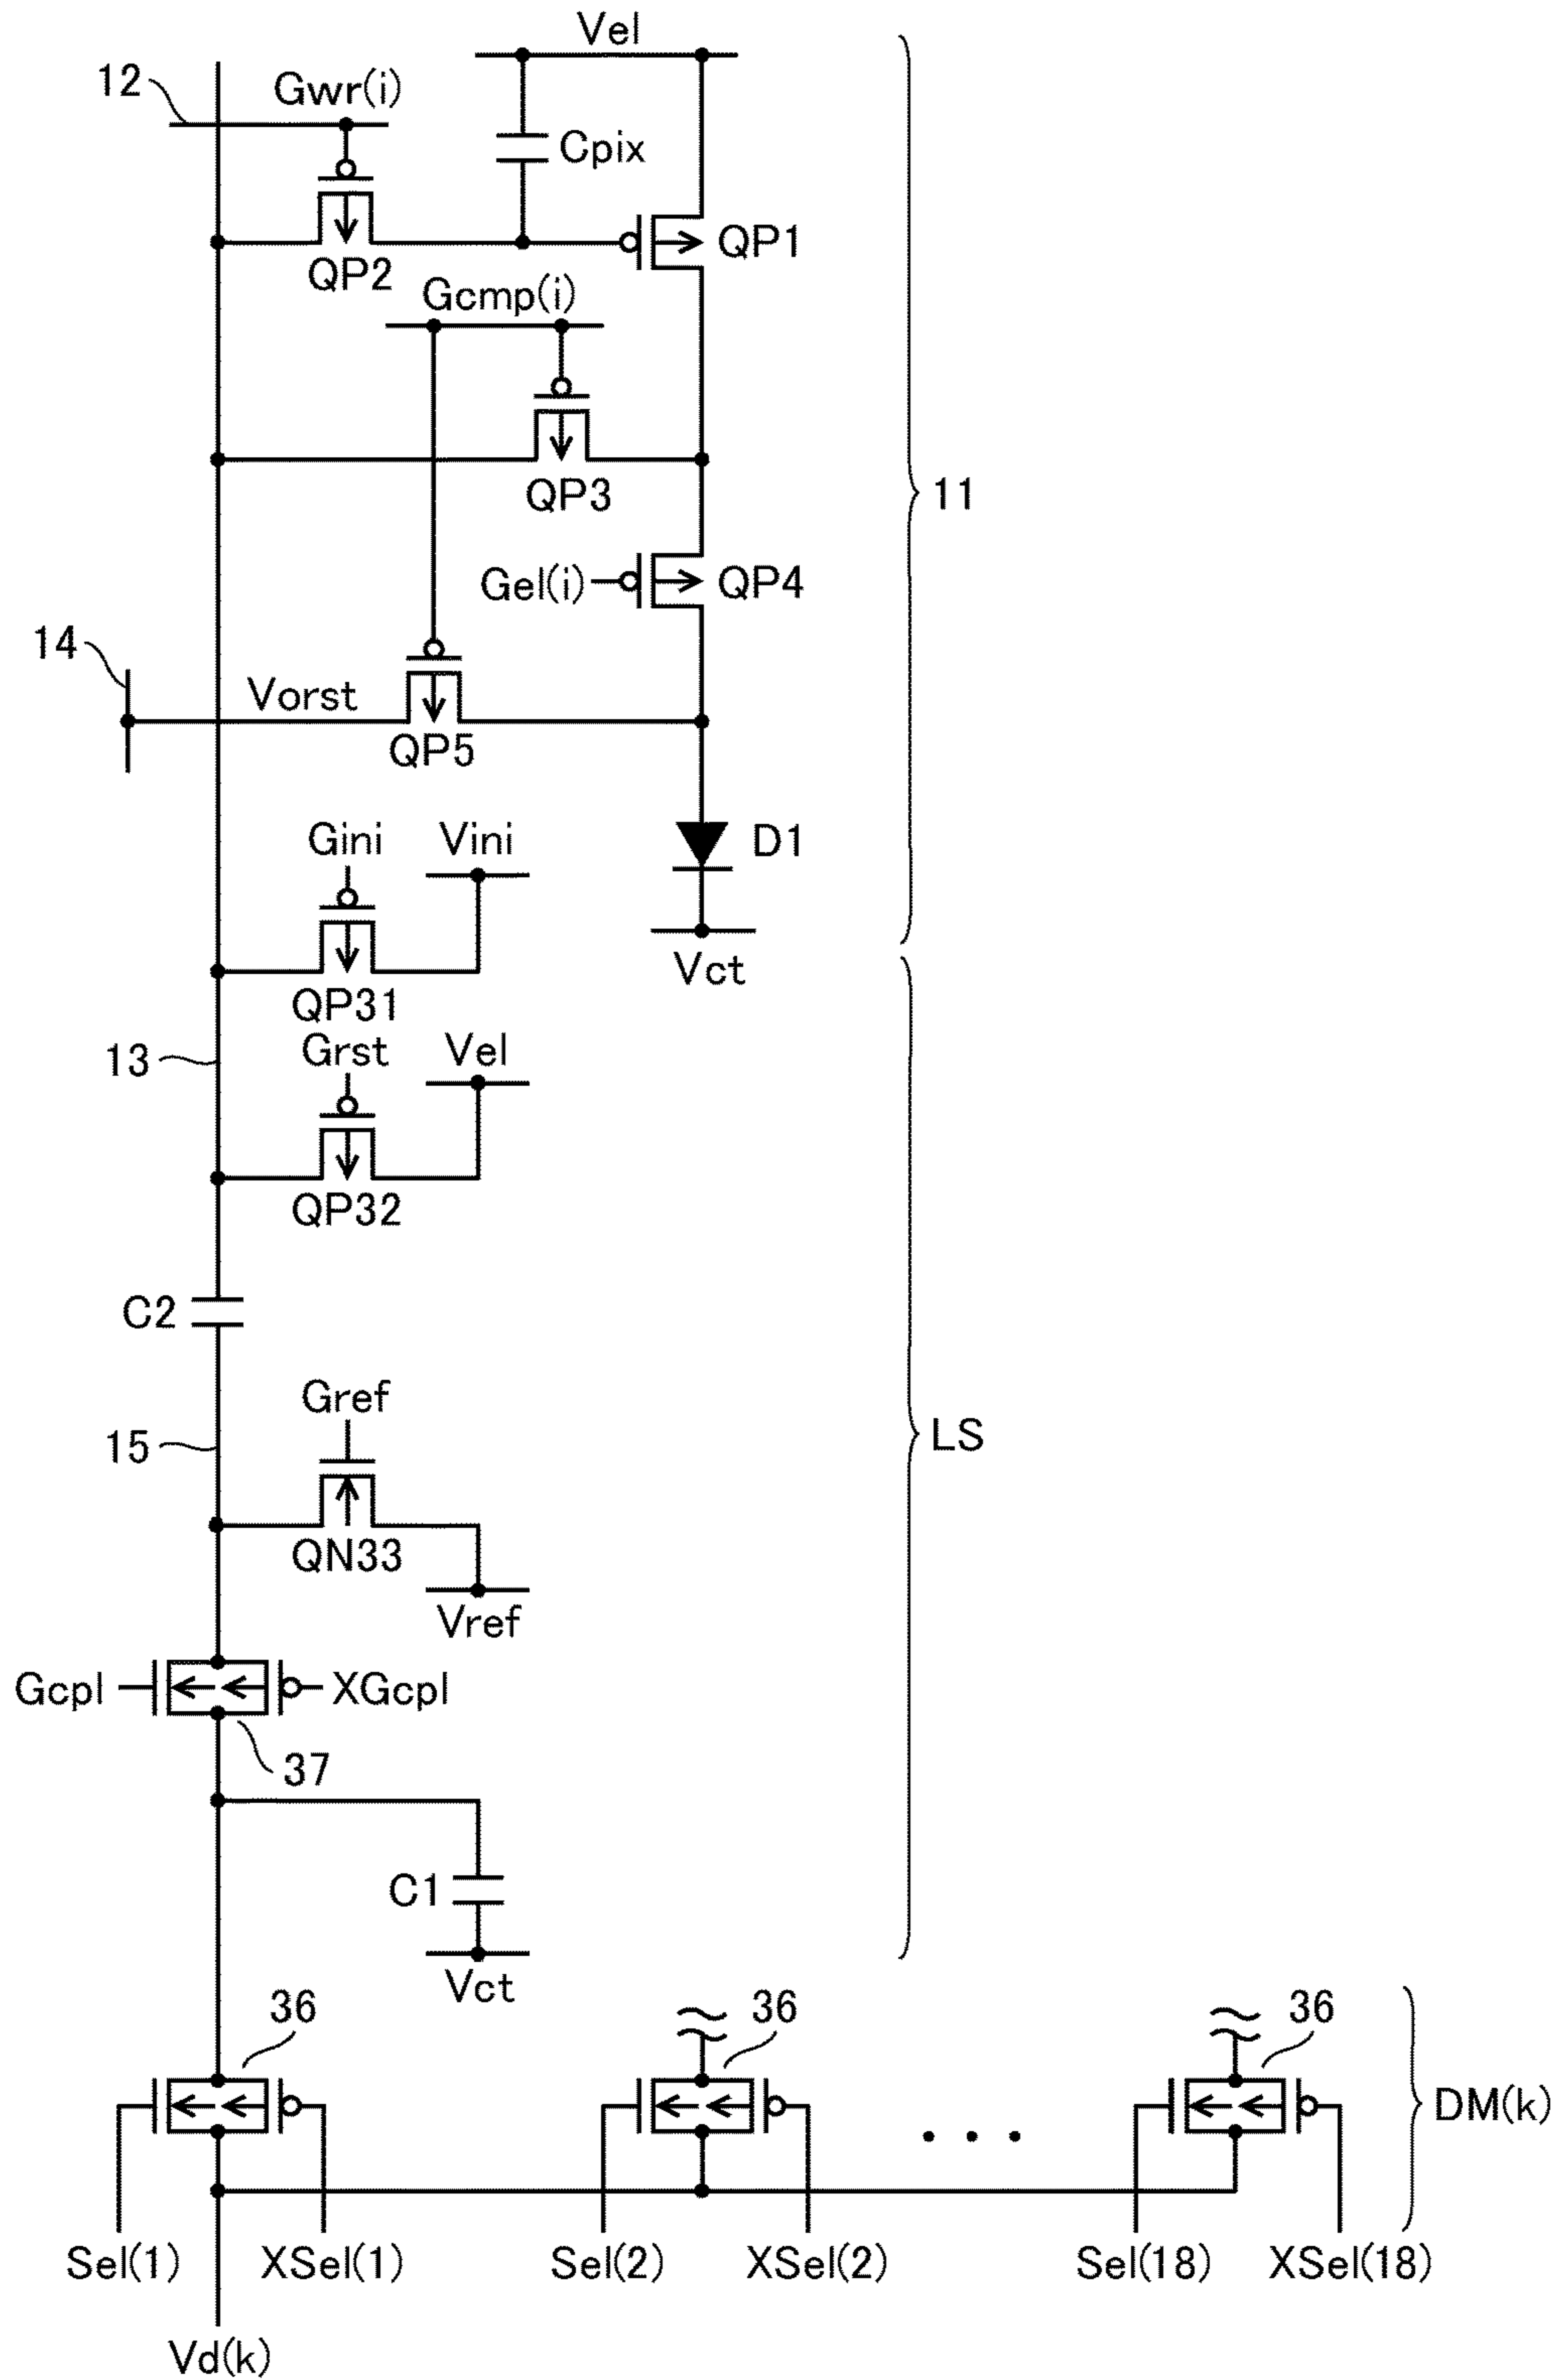 Vel
12
Gwr(i)
Cpix
QP1
QP2
Gcmp(i)
QP3
11
Gel(i)
QP4
14
Vorst
QP5
Gini
Vini
D1
QP31
Vct
13
Grst
Vel
QP32
C2
Gref
15
LS
QN33
Vref
Gcpl
XGcpl
37
C1
Vct
36
36
36
DM(k)
Sel(1)
XSel(1)
Sel(2)
XSel(2)
Sel(18)
XSel(18)
Vd(k)